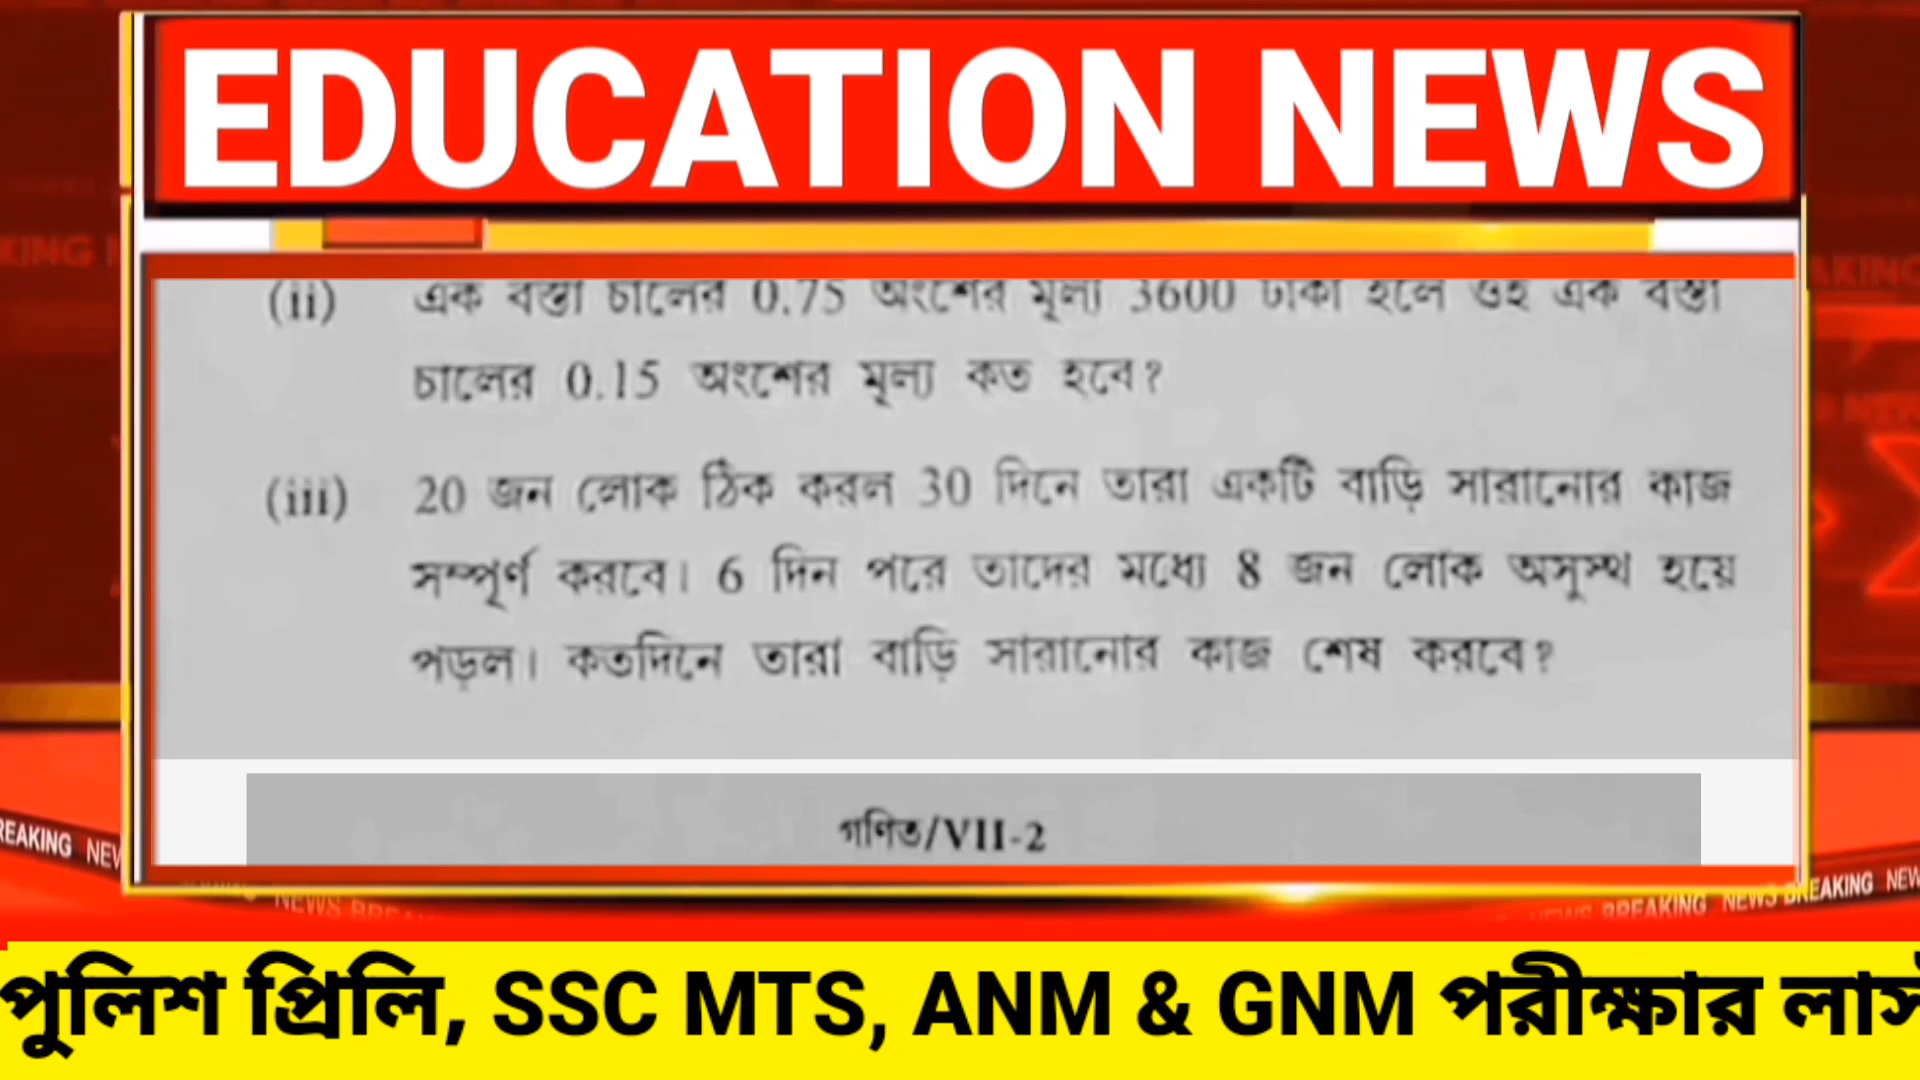 EDUCATION NEWS
(ii) এক বস্তা চালের 0.75 অংশের মূল্য 3600 টাকা হলে ওই এক বস্তা
চালের 0.15 অংশের মূল্য কত হবে?
(iii) 20 জন লোক ঠিক করল 30 দিনে তারা একটি বাড়ি সারানোর কাজ
সম্পূর্ণ করবে। 6 দিন পরে তাদের মধ্যে 8 জন লোক অসুস্থ হয়ে
পড়ল। কতদিনে তারা বাড়ি সারানোর কাজ শেষ করবে?
গণিত/VII-2
BREAKING NEWS
পুলিশ প্রিলি, SSC MTS, ANM & GNM পরীক্ষার